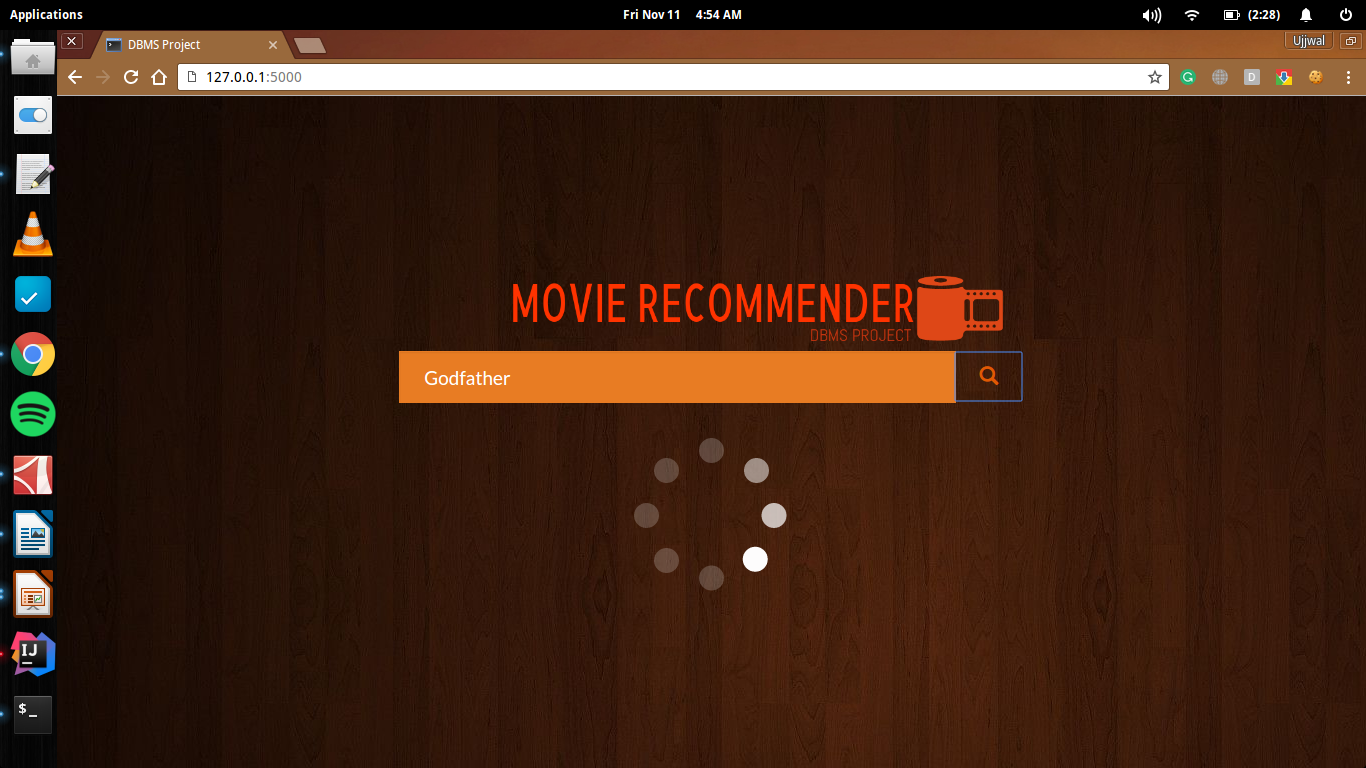 Applications
Fri Nov 11 4:54 AM
(2:28)
DBMS Project
Ujjwal
127.0.0.1:5000
G
D
MOVIE RECOMMENDER
DBMS PROJECT
Godfather
IJ
$_